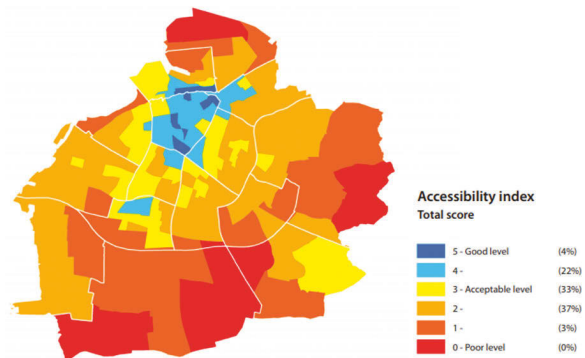 Accessibility index
Total score
5 - Good level (4%)
4 - (22%)
3 - Acceptable level (33%)
2 - (37%)
1 - (3%)
0 - Poor level (0%)